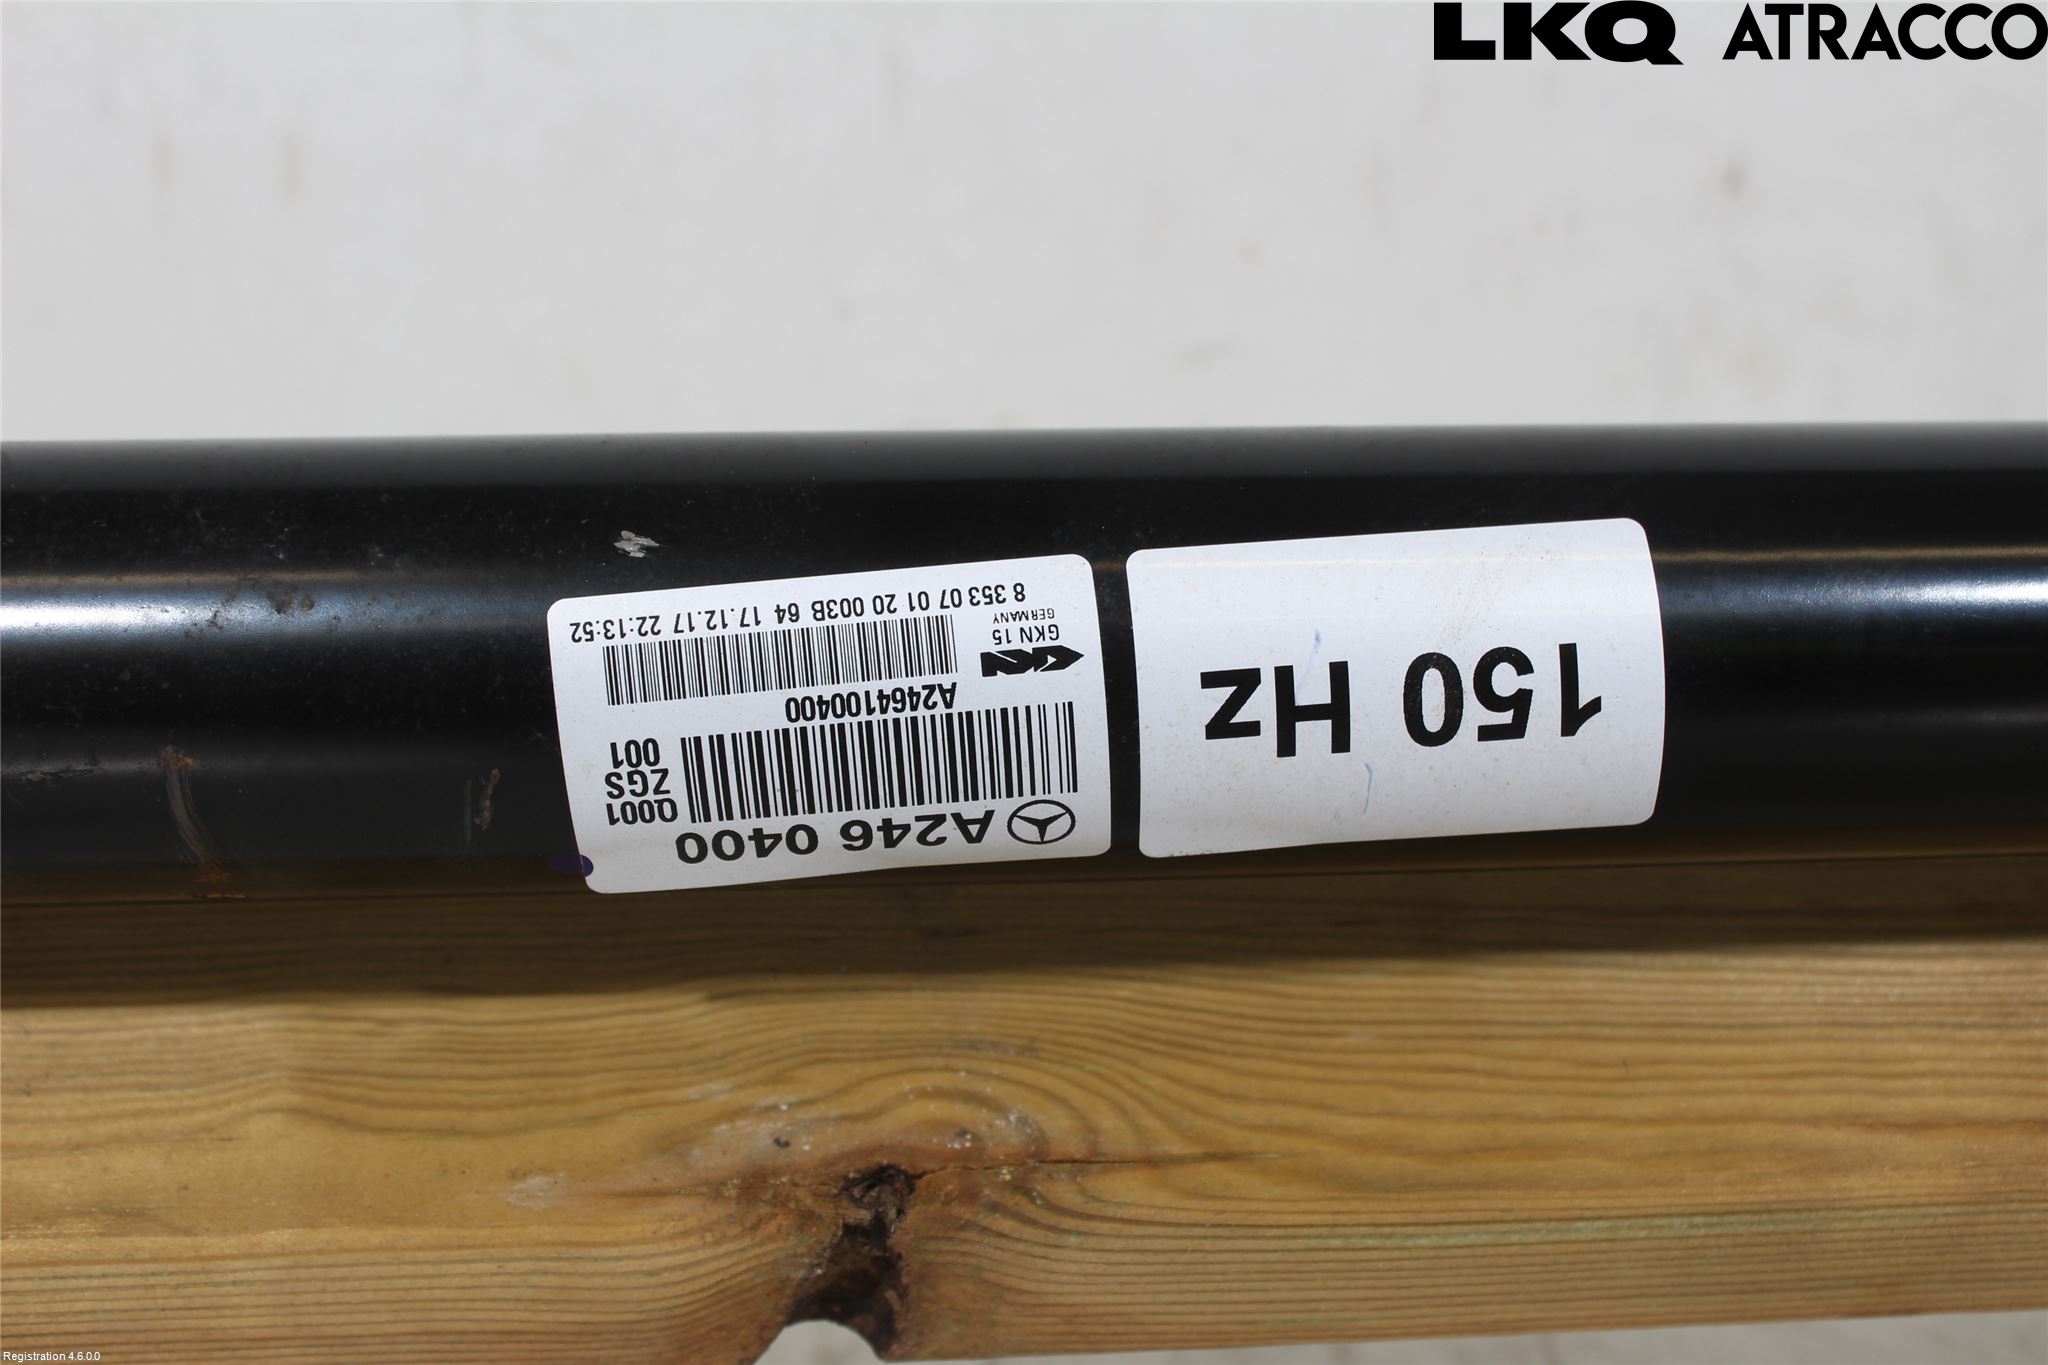 LKQ ATRACCO
A246 0400
Q001
ZGS
001
A2464100400
GKN
GKN 15
GERMANY
8 353 07 01 20 003B 64 17.12.17 22:13:52
150 Hz
Registration 4.6.0.0